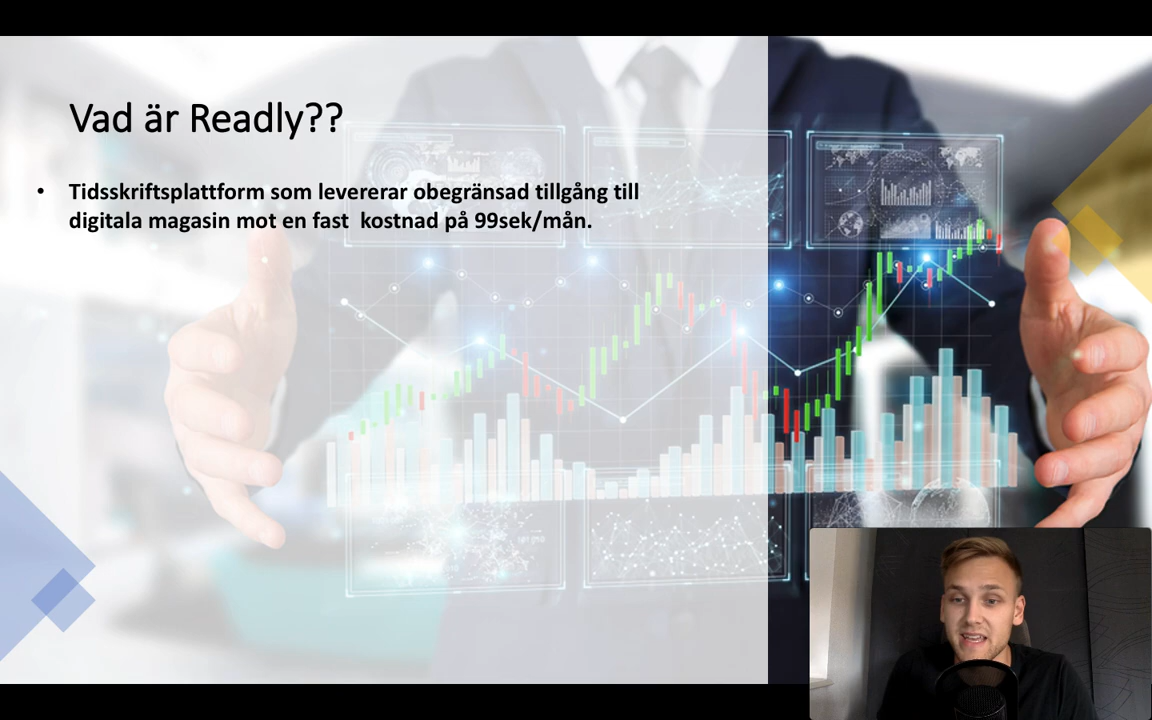 Vad är Readly??
• Tidsskriftsplattform som levererar obegränsad tillgång till
digitala magasin mot en fast  kostnad på 99sek/mån.